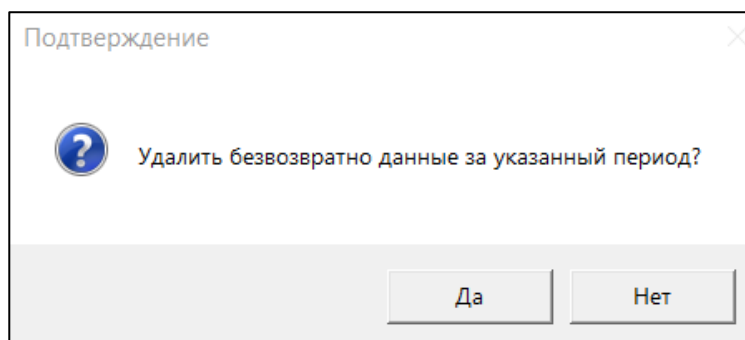 Подтверждение
Удалить безвозвратно данные за указанный период?
Да
Нет